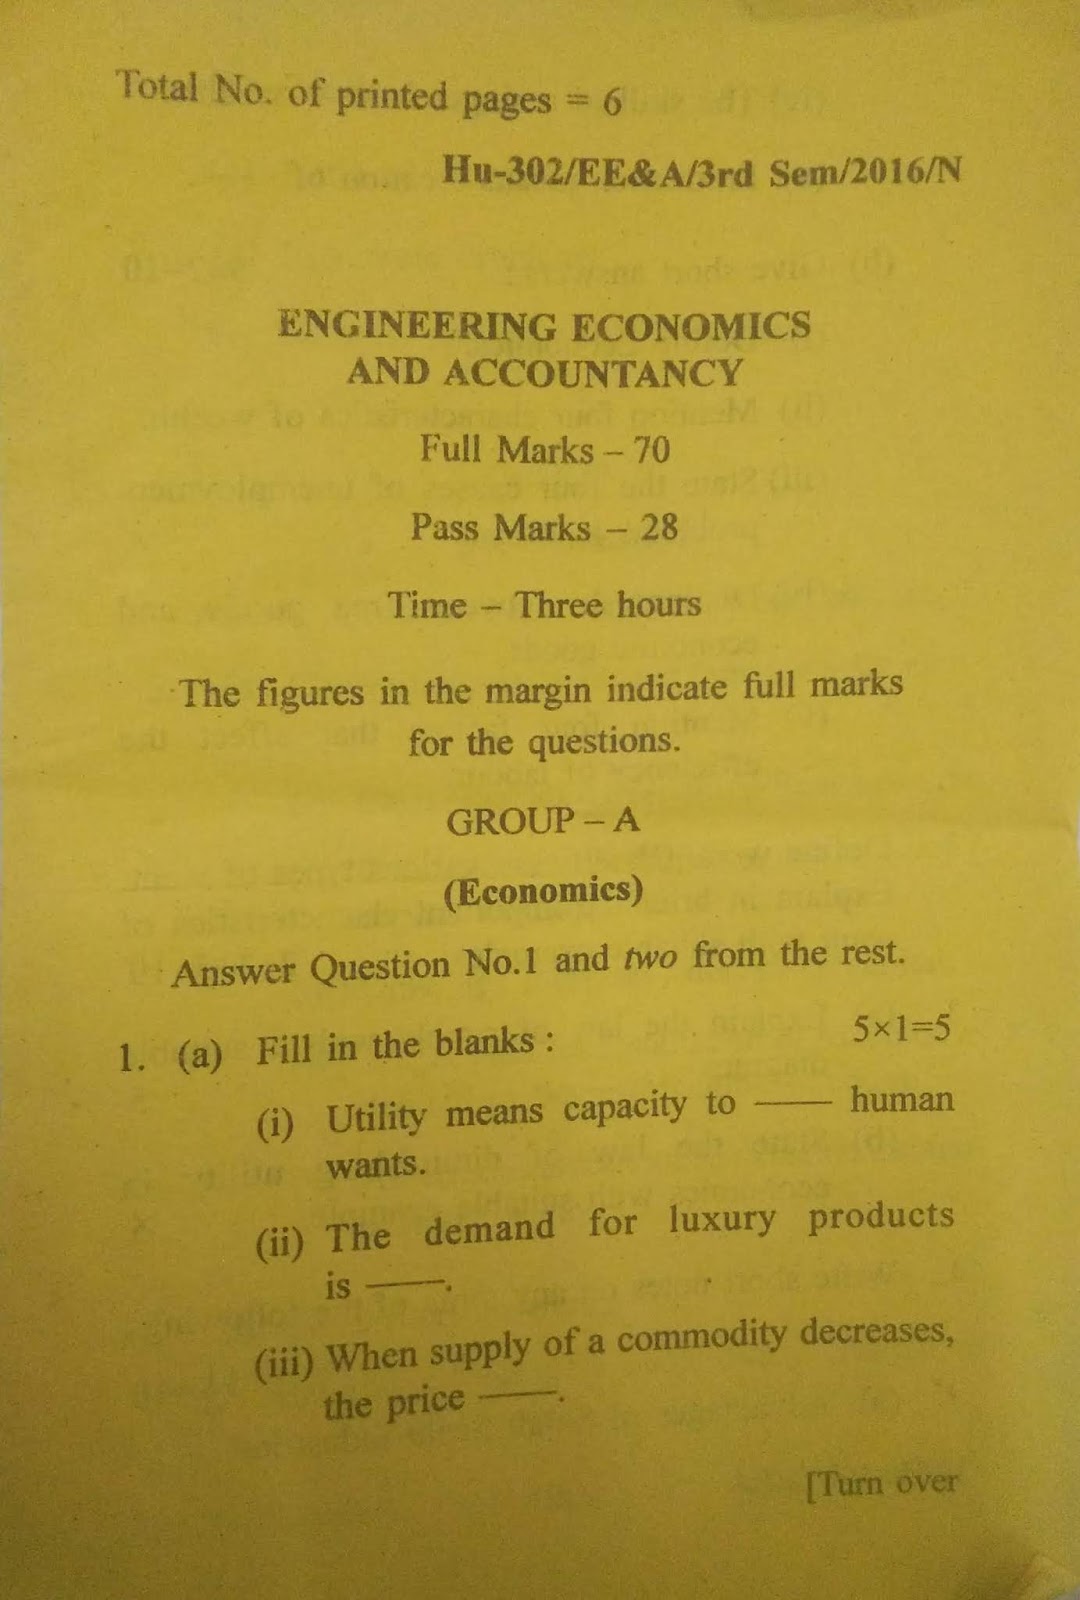 Total No. of printed pages = 6
Hu-302/EE&A/3rd Sem/2016/N
ENGINEERING ECONOMICS
AND ACCOUNTANCY
Full Marks – 70
Pass Marks – 28
Time – Three hours
The figures in the margin indicate full marks
for the questions.
GROUP – A
(Economics)
Answer Question No.1 and two from the rest.
1. (a) Fill in the blanks : 5×1=5
(i) Utility means capacity to —— human
wants.
(ii) The demand for luxury products
is ——.
(iii) When supply of a commodity decreases,
the price ——.
[Turn over